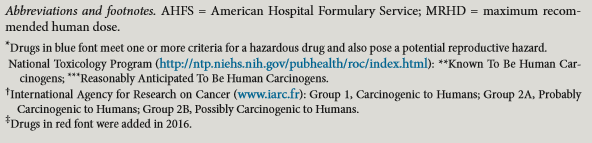 Abbreviations and footnotes. AHFS = American Hospital Formulary Service; MRHD = maximum recom-
mended human dose.
*Drugs in blue font meet one or more criteria for a hazardous drug and also pose a potential reproductive hazard.
National Toxicology Program (http://ntp.niehs.nih.gov/pubhealth/roc/index.html): **Known To Be Human Car-
cinogens; ***Reasonably Anticipated To Be Human Carcinogens.
†International Agency for Research on Cancer (www.iarc.fr): Group 1, Carcinogenic to Humans; Group 2A, Probably
Carcinogenic to Humans; Group 2B, Possibly Carcinogenic to Humans.
‡Drugs in red font were added in 2016.